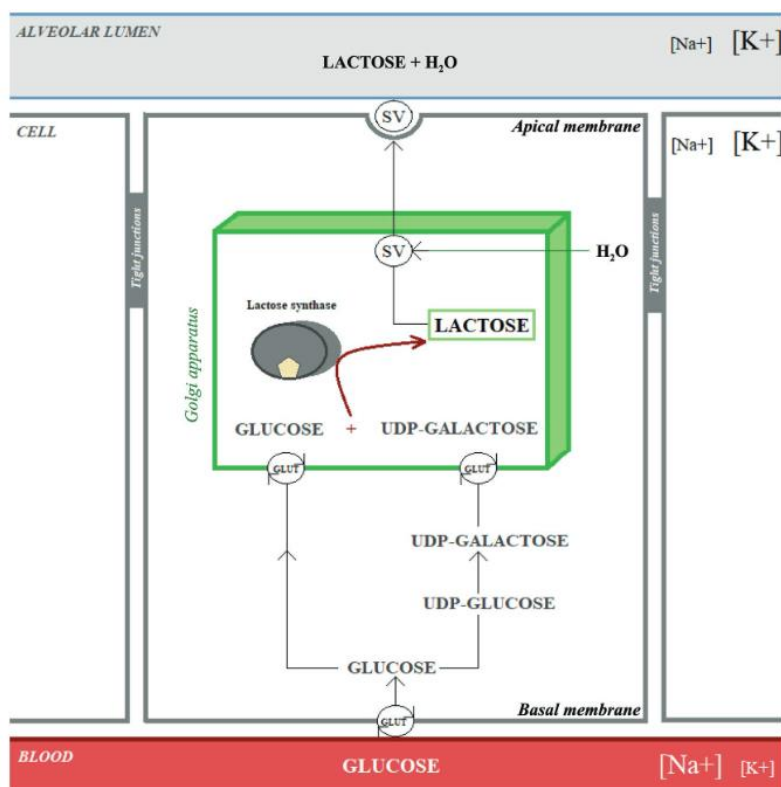 ALVEOLAR LUMEN
[Na+] [K+]
LACTOSE + H₂O
SV
CELL
Apical membrane
[Na+] [K+]
Tight junctions
Tight junctions
SV
H₂O
Lactose synthase
LACTOSE
Golgi apparatus
GLUCOSE + UDP-GALACTOSE
GLUT
GLUT
UDP-GALACTOSE
UDP-GLUCOSE
GLUCOSE
Basal membrane
GLUT
BLOOD
GLUCOSE
[Na+] [K+]